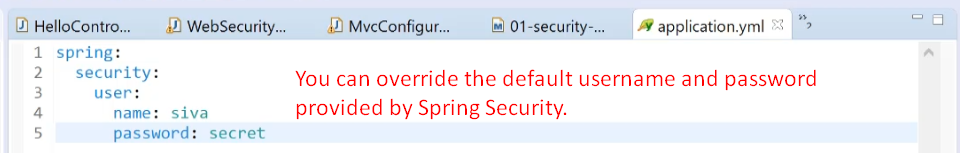 HelloContro...
WebSecurity...
MvcConfigur...
01-security-...
application.yml
»2
1 spring:
2 security:
3 user:
4 name: siva
5 password: secret
You can override the default username and password
provided by Spring Security.